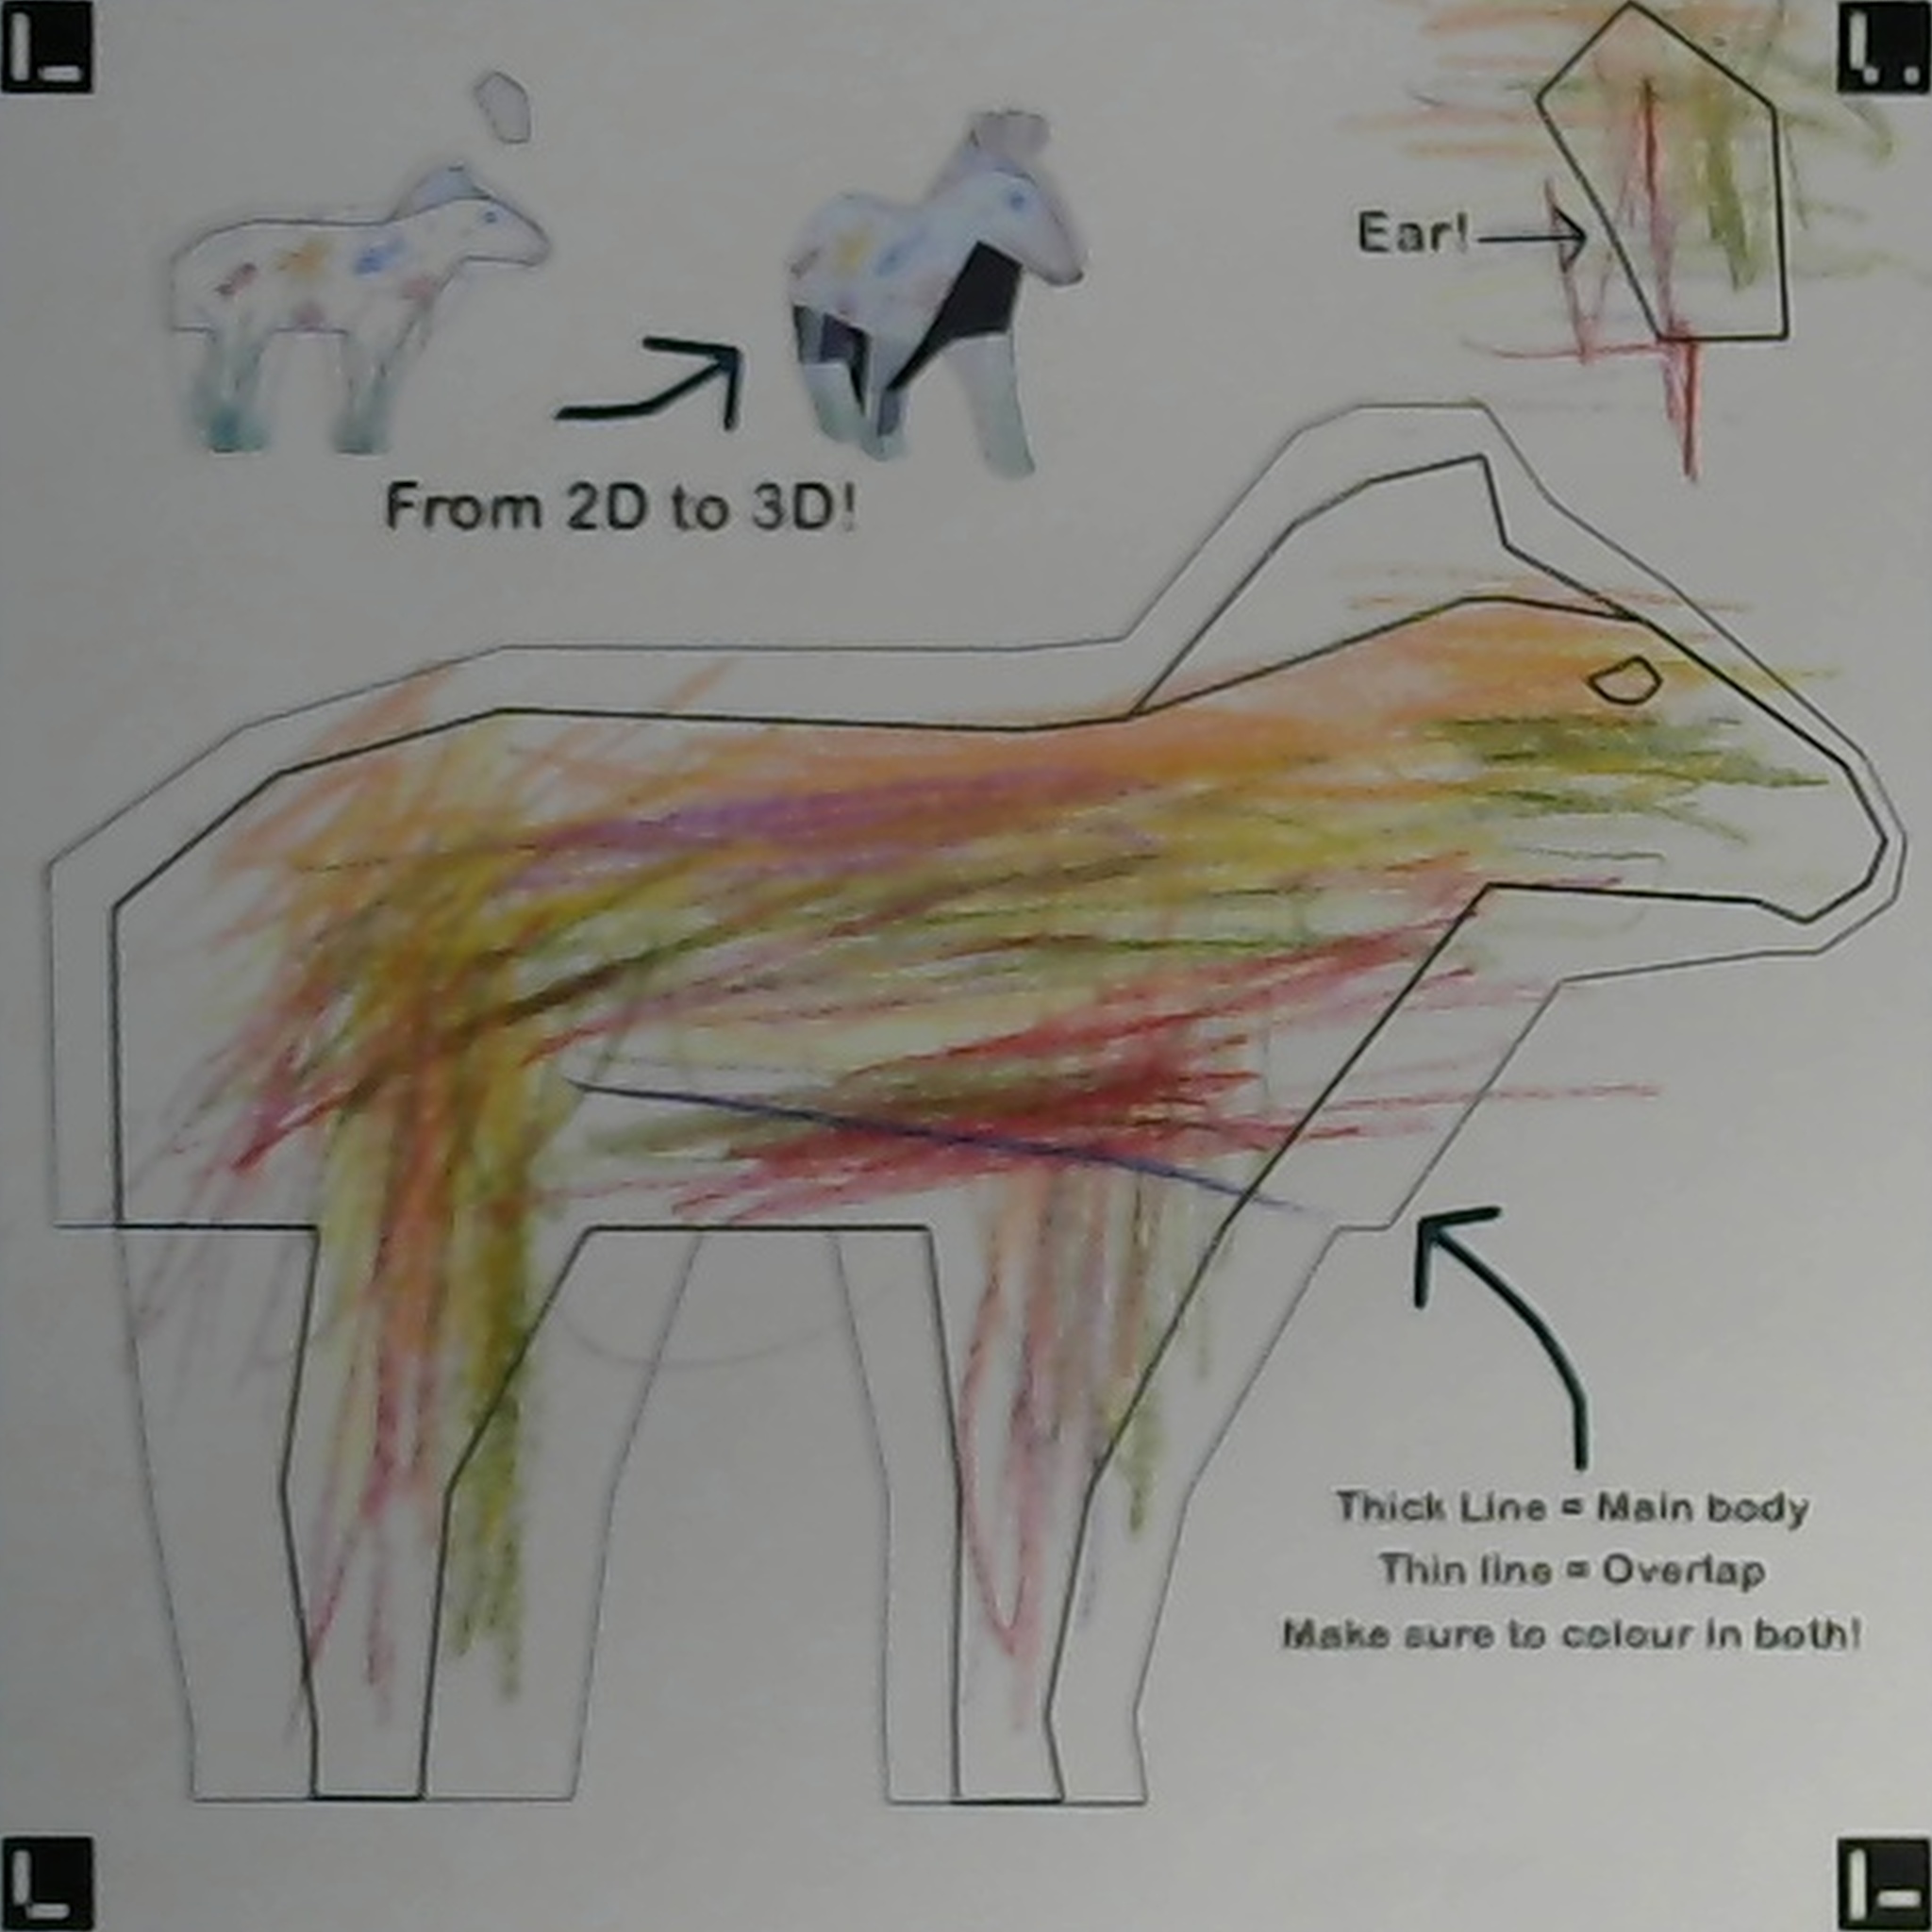 Ear!
From 2D to 3D!
Thick Line = Main body
Thin line = Overlap
Make sure to colour in both!